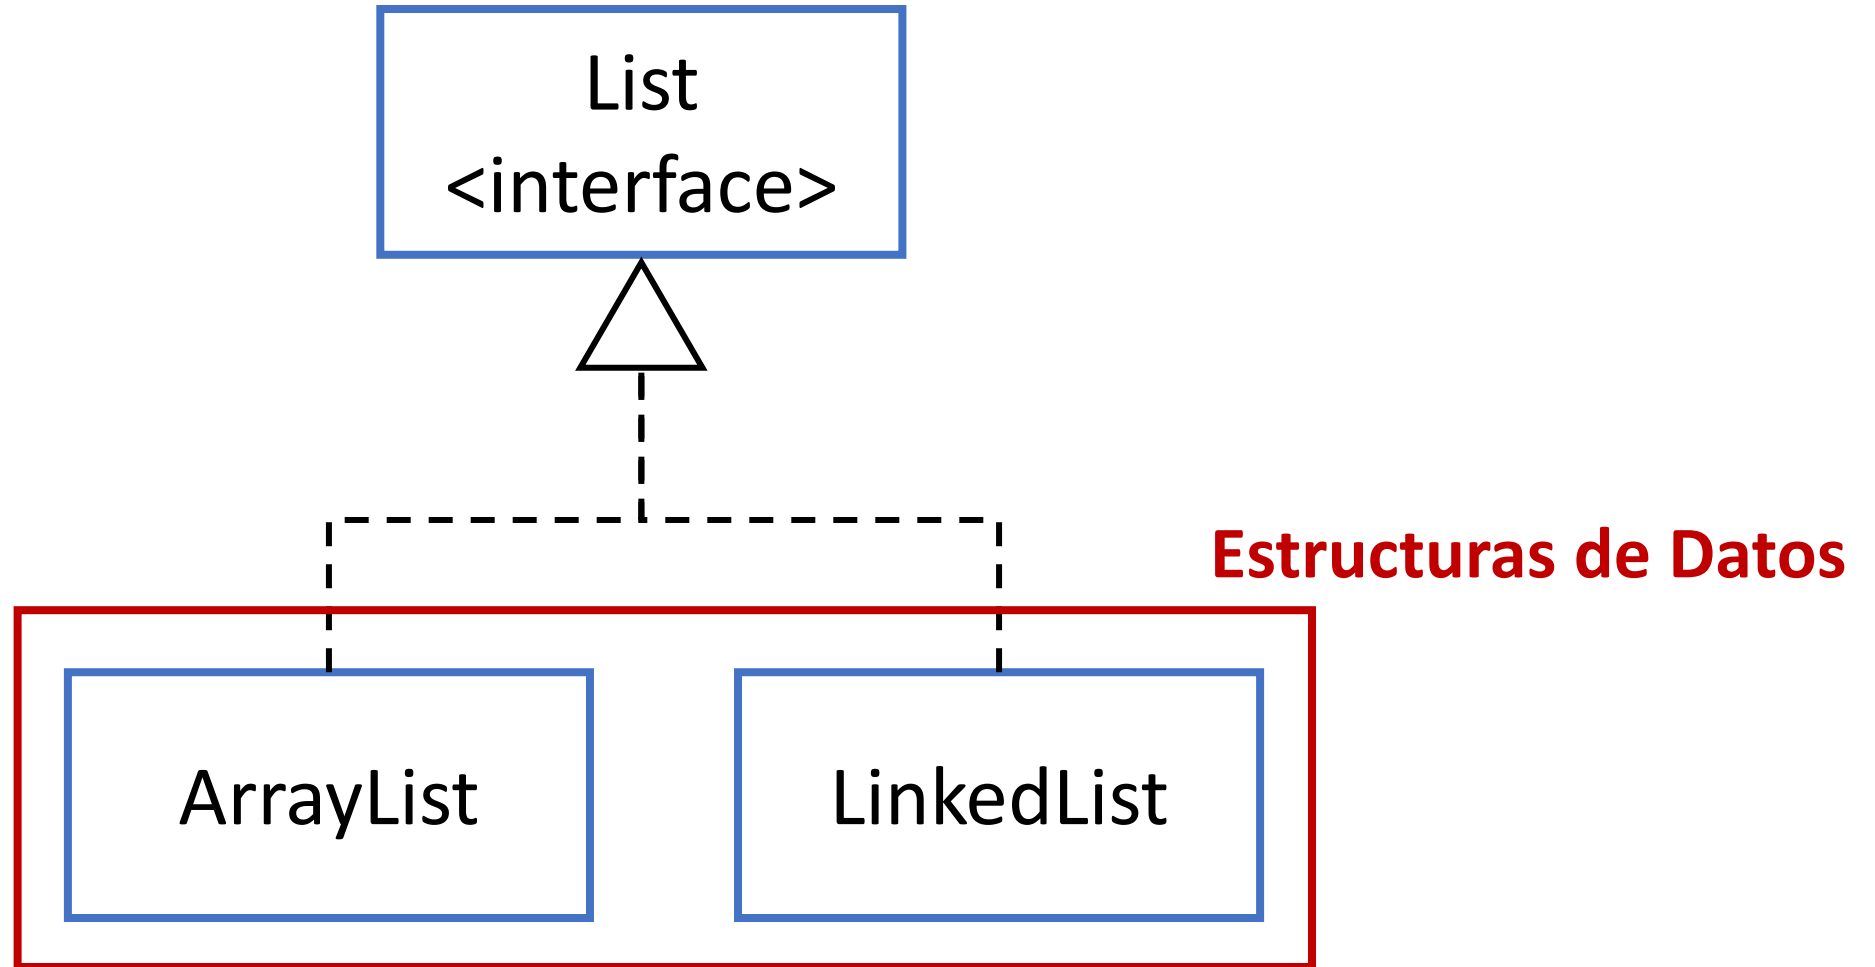 List
<interface>
Estructuras de Datos
ArrayList
LinkedList